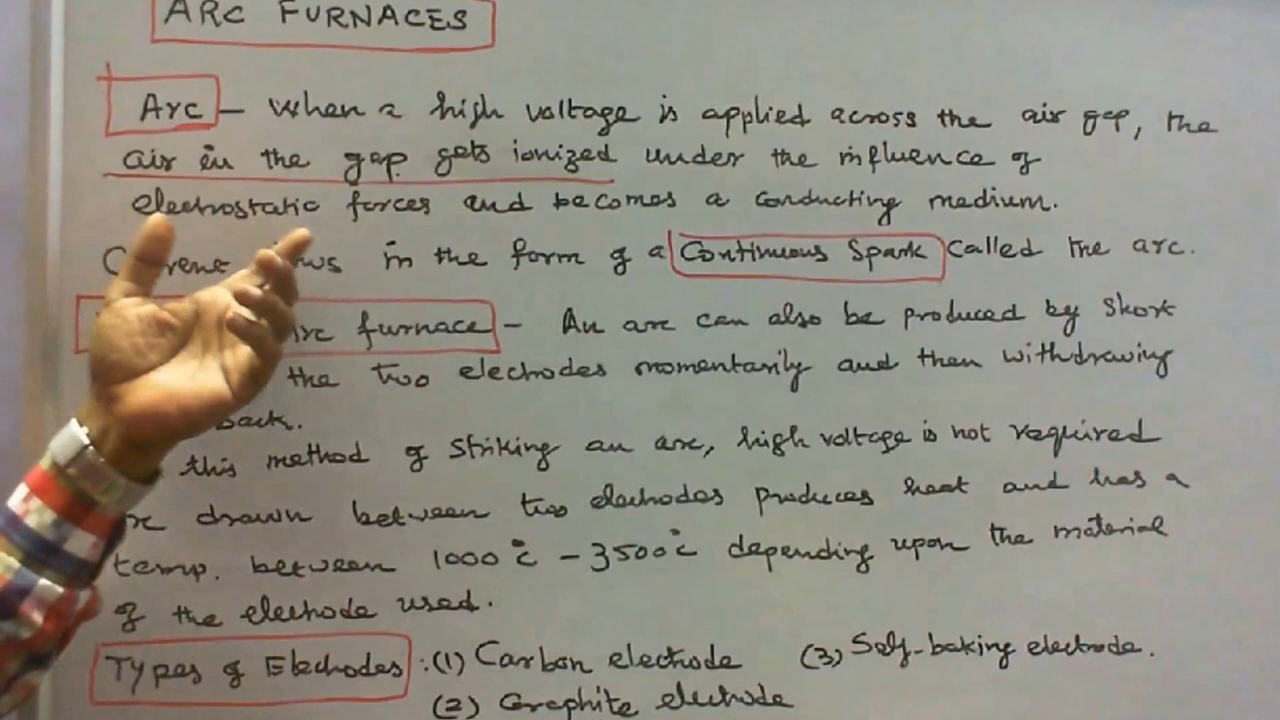 ARC FURNACES
Arc - When a high voltage is applied across the air gap, the
air in the gap gets ionized under the influence of
electrostatic forces and becomes a conducting medium.
in the form of a Continuous Spark called the arc.
furnace - An arc can also be produced by short
the two electrodes momentarily and then withdrawing
back.
this method of striking an arc, high voltage is not required
drawn between two electrodes produces heat and has a
temp. between 1000°C - 3500°C depending upon the material
of the electrode used.
Types of Electrodes : (1) Carbon electrode (3) Self-baking electrode.
(2) Graphite electrode